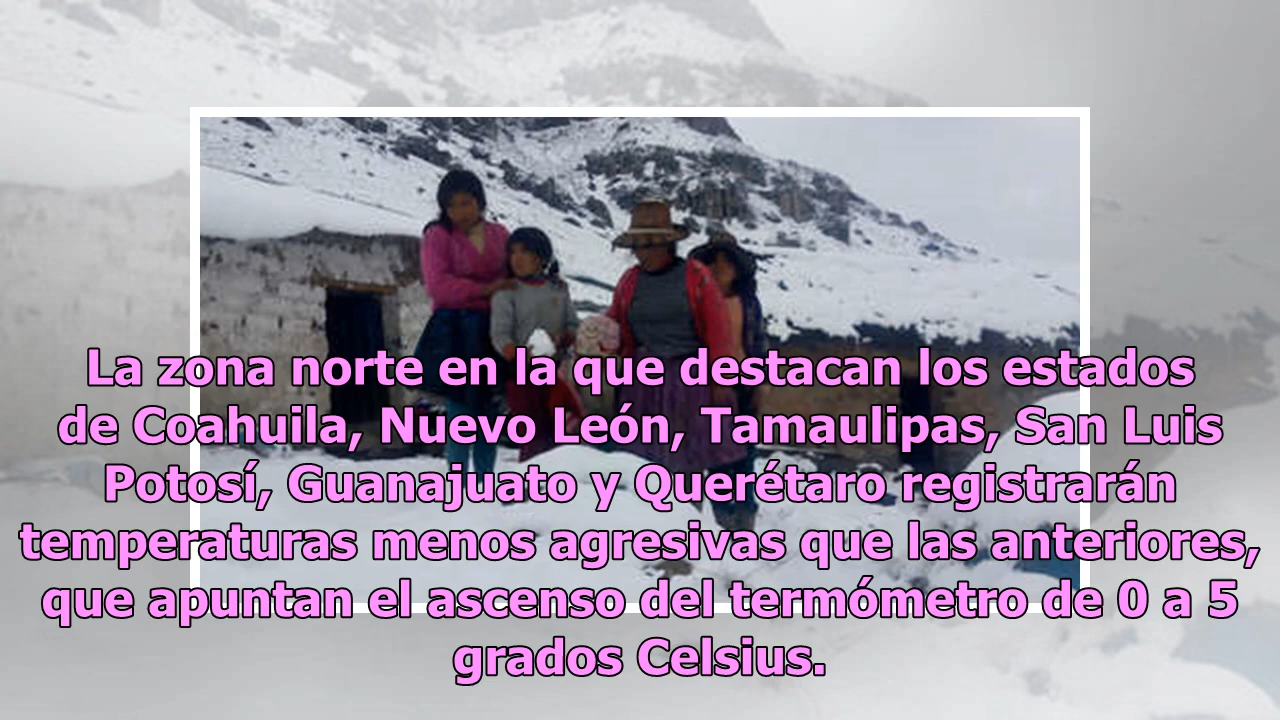 La zona norte en la que destacan los estados
de Coahuila, Nuevo León, Tamaulipas, San Luis
Potosí, Guanajuato y Querétaro registrarán
temperaturas menos agresivas que las anteriores,
que apuntan el ascenso del termómetro de 0 a 5
grados Celsius.